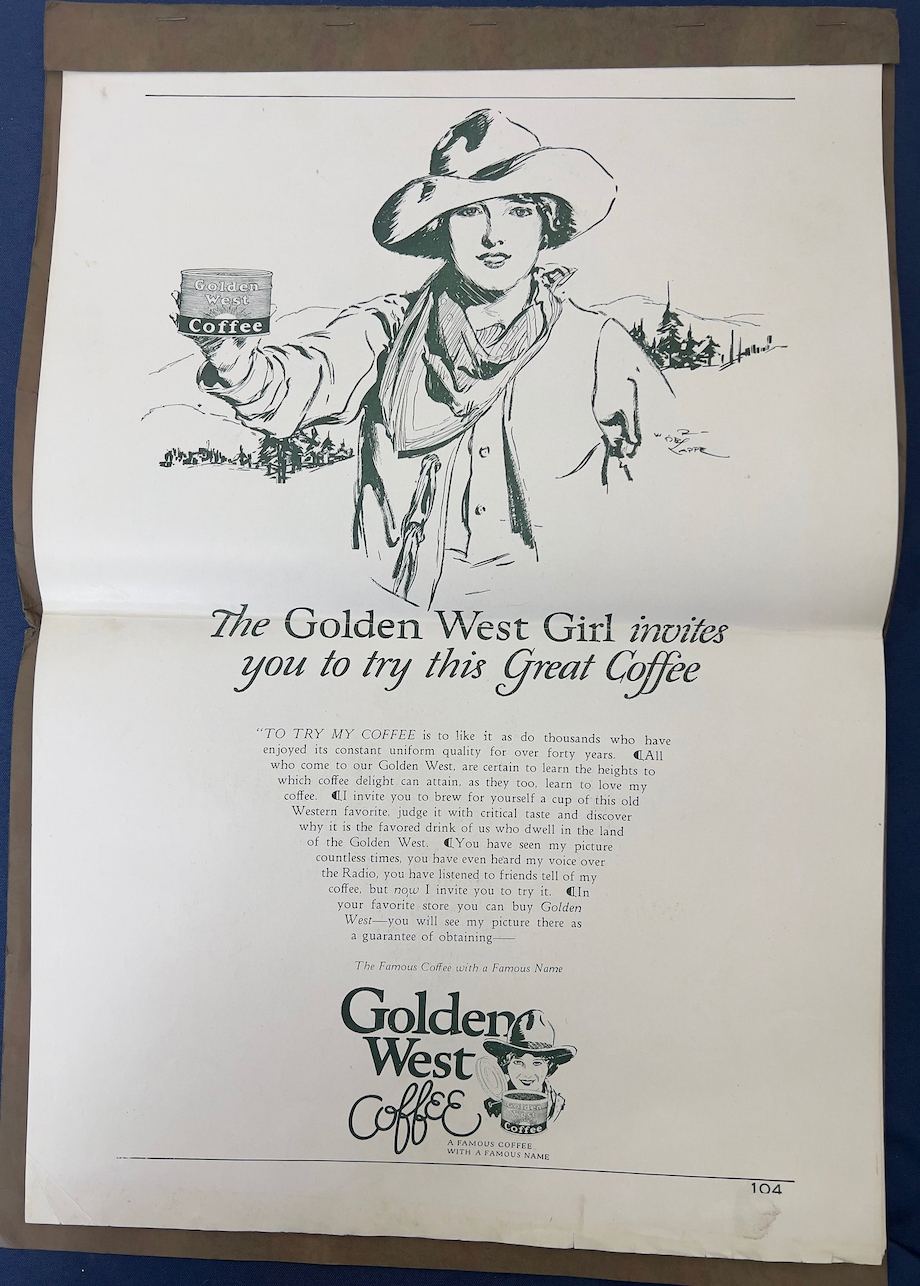 Golden
West
Coffee
The Golden West Girl invites
you to try this Great Coffee
"TO TRY MY COFFEE "is to like it as do thousands who have
enjoyed its constant uniform quality for over forty years. ¶All
who come to our Golden West, are certain to learn the heights to
which coffee delight can attain, as they too, learn to love my
coffee. ¶I invite you to brew for yourself a cup of this old
Western favorite, judge it with critical taste and discover
why it is the favored drink of us who dwell in the land
of the Golden West. ¶You have seen my picture
countless times, you have even heard my voice over
the Radio, you have listened to friends tell of my
coffee, but now I invite you to try it. ¶In
your favorite store you can buy Golden
West—you will see my picture there as
a guarantee of obtaining——
The Famous Coffee with a Famous Name
Golden
West
Coffee
Golden
West
Coffee
A FAMOUS COFFEE
WITH A FAMOUS NAME
104